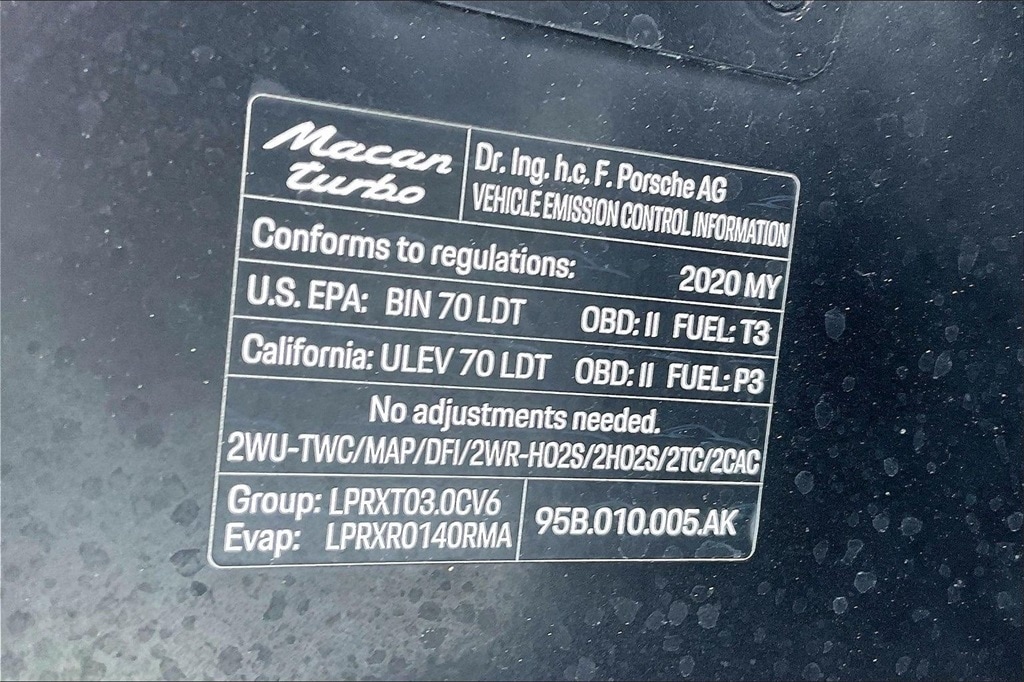 Macan
turbo
Dr. Ing. h.c. F. Porsche AG
VEHICLE EMISSION CONTROL INFORMATION
Conforms to regulations: 2020 MY
U.S. EPA: BIN 70 LDT OBD: II FUEL: T3
California: ULEV 70 LDT OBD: II FUEL: P3
No adjustments needed.
2WU-TWC/MAP/DFI/2WR-HO2S/2HO2S/2TC/2CAC
Group: LPRXT03.0CV6
Evap: LPRXR0140RMA
95B.010.005.AK